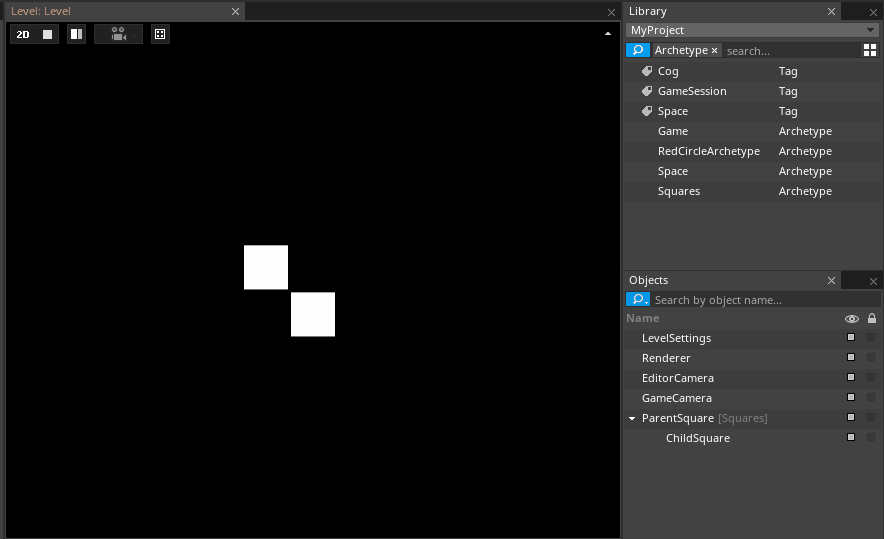 Level: Level
2D
Library
MyProject
Archetype × search...
Cog Tag
GameSession Tag
Space Tag
Game Archetype
RedCircleArchetype Archetype
Space Archetype
Squares Archetype
Objects
Search by object name...
Name
LevelSettings
Renderer
EditorCamera
GameCamera
ParentSquare [Squares]
ChildSquare